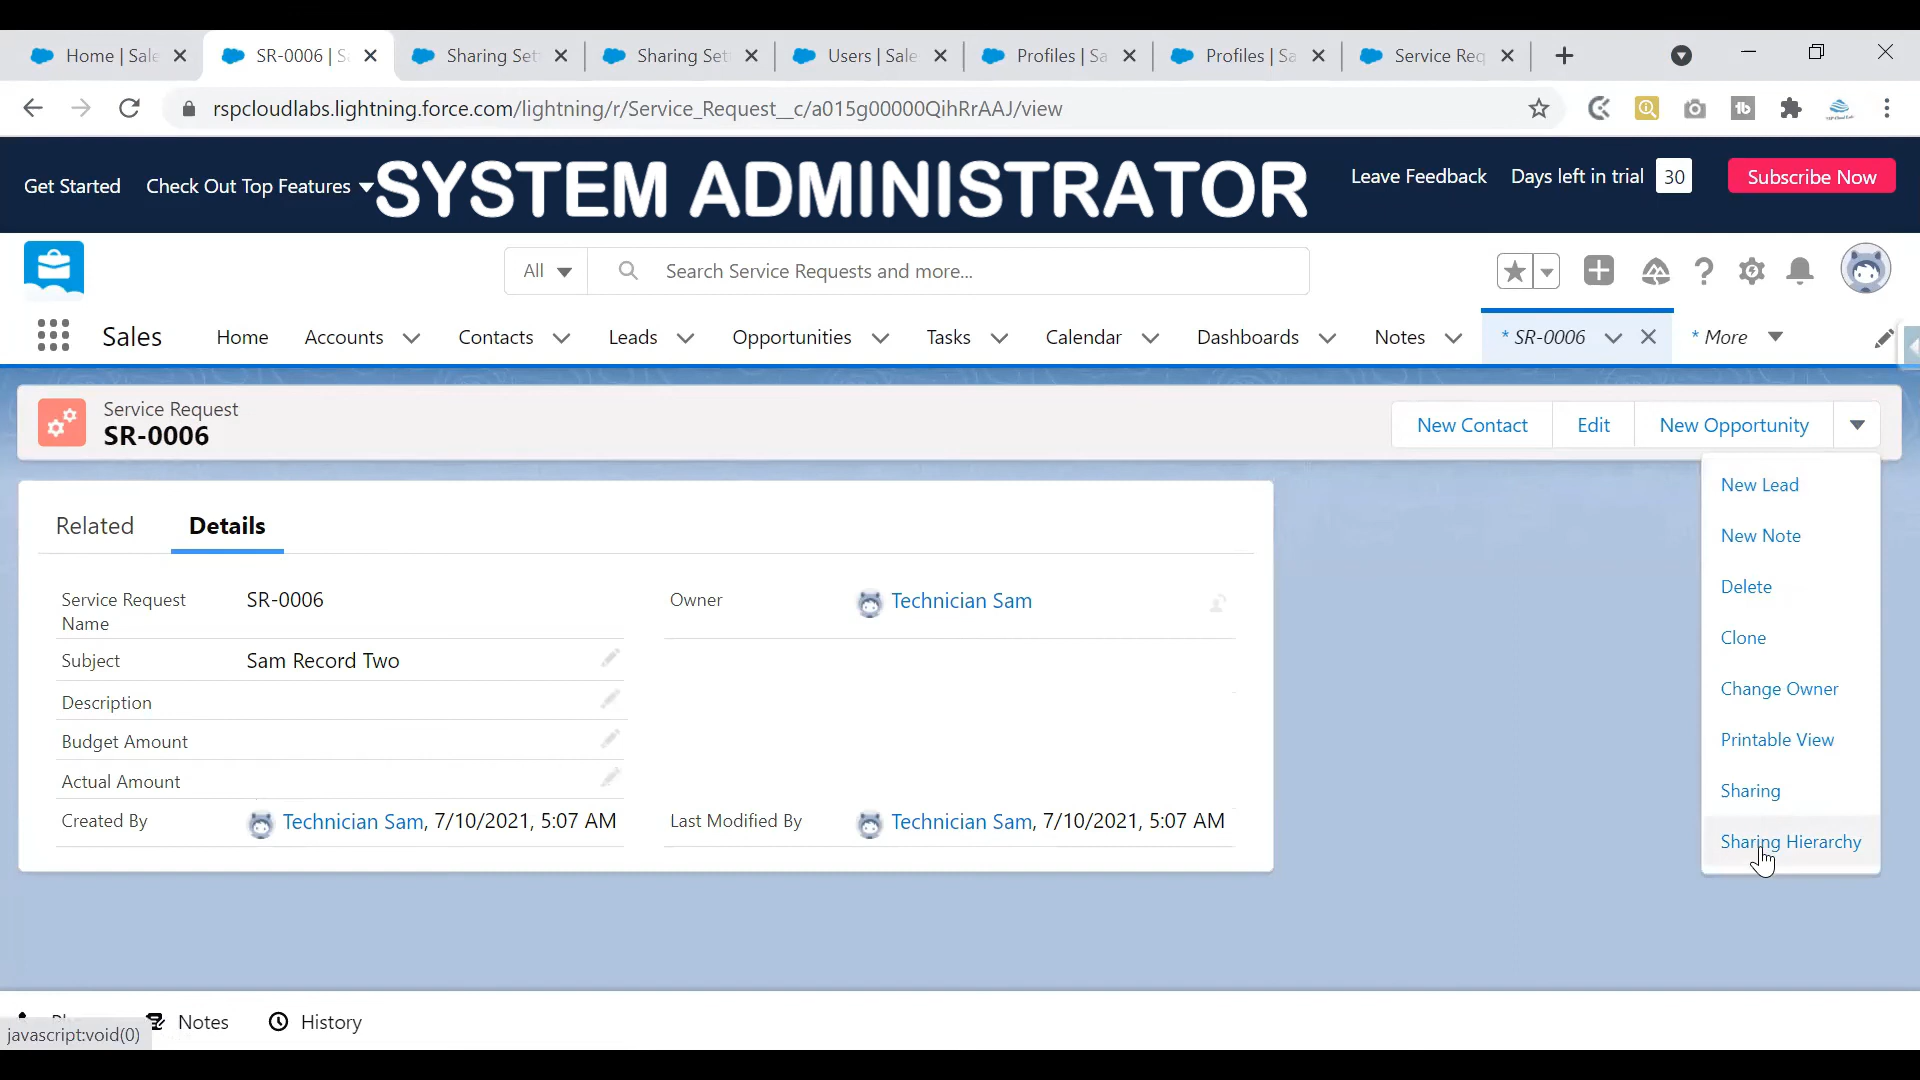 Home | Sale
SR-0006 | S
Sharing Set
Sharing Set
Users | Sale
Profiles | Sa
Profiles | Sa
Service Req
rspcloudlabs.lightning.force.com/lightning/r/Service_Request__c/a015g00000QihRrAAJ/view
Get Started
Check Out Top Features
SYSTEM ADMINISTRATOR
Leave Feedback
Days left in trial
30
Subscribe Now
All
Search Service Requests and more...
Sales
Home
Accounts
Contacts
Leads
Opportunities
Tasks
Calendar
Dashboards
Notes
* SR-0006
* More
Service Request
SR-0006
New Contact
Edit
New Opportunity
New Lead
New Note
Delete
Clone
Change Owner
Printable View
Sharing
Sharing Hierarchy
Related
Details
Service Request
Name
SR-0006
Owner
Technician Sam
Subject
Sam Record Two
Description
Budget Amount
Actual Amount
Created By
Technician Sam, 7/10/2021, 5:07 AM
Last Modified By
Technician Sam, 7/10/2021, 5:07 AM
Notes
History
javascript:void(0)